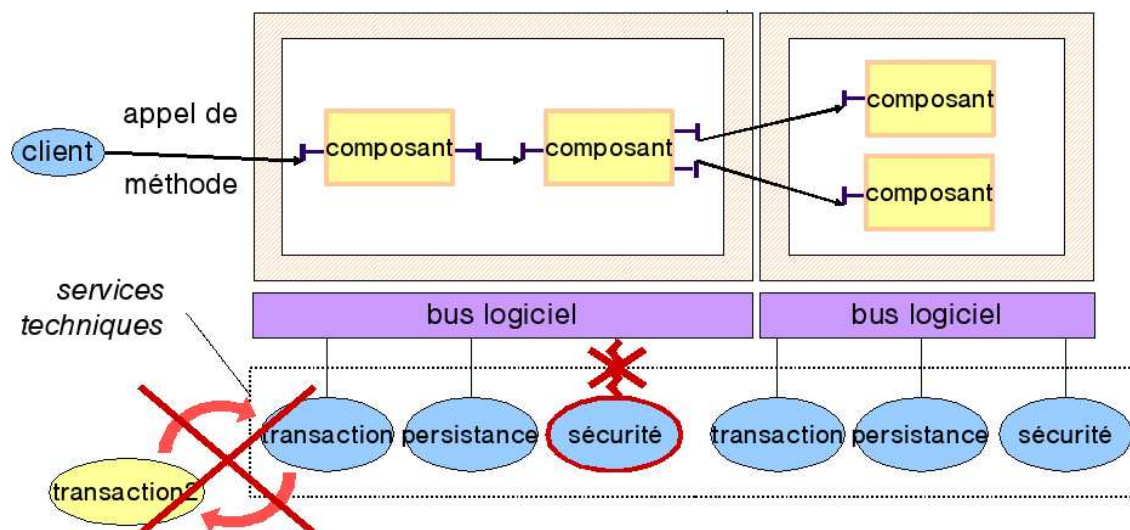 appel de
client
méthode
composant
composant
composant
composant
services
techniques
bus logiciel
bus logiciel
transaction
persistance
sécurité
transaction
persistance
sécurité
transaction2